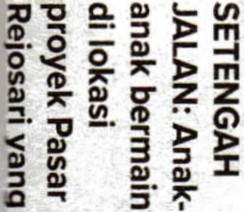 SETENGAH
JALAN: Anak-
anak bermain
di lokasi
proyek Pasar
Rejosari yang